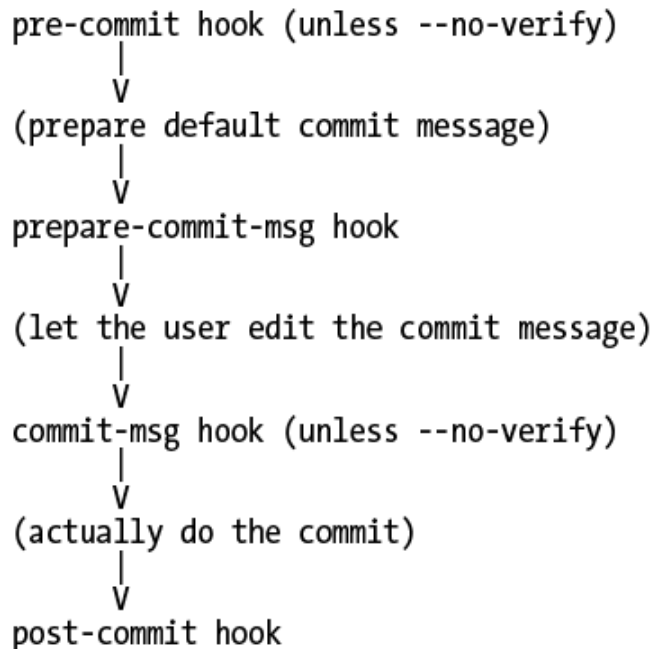 pre-commit hook (unless --no-verify)
|
V
(prepare default commit message)
|
V
prepare-commit-msg hook
|
V
(let the user edit the commit message)
|
V
commit-msg hook (unless --no-verify)
|
V
(actually do the commit)
|
V
post-commit hook